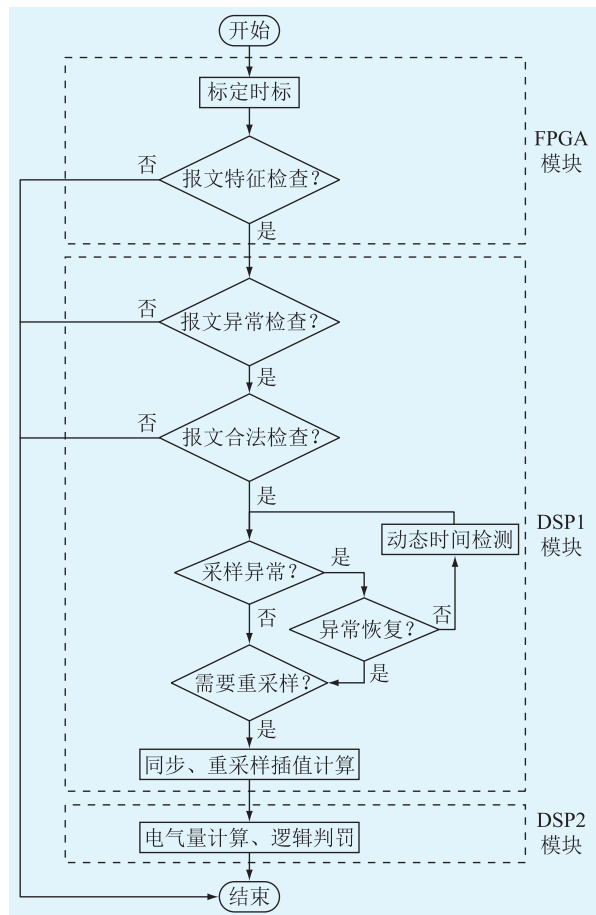 开始
标定时标
FPGA
模块
否
报文特征检查?
是
否
报文异常检查?
是
否
报文合法检查?
是
动态时间检测
DSP1
模块
采样异常?
是
否
异常恢复?
否
是
需要重采样?
是
同步、重采样插值计算
DSP2
模块
电气量计算、逻辑判罚
结束